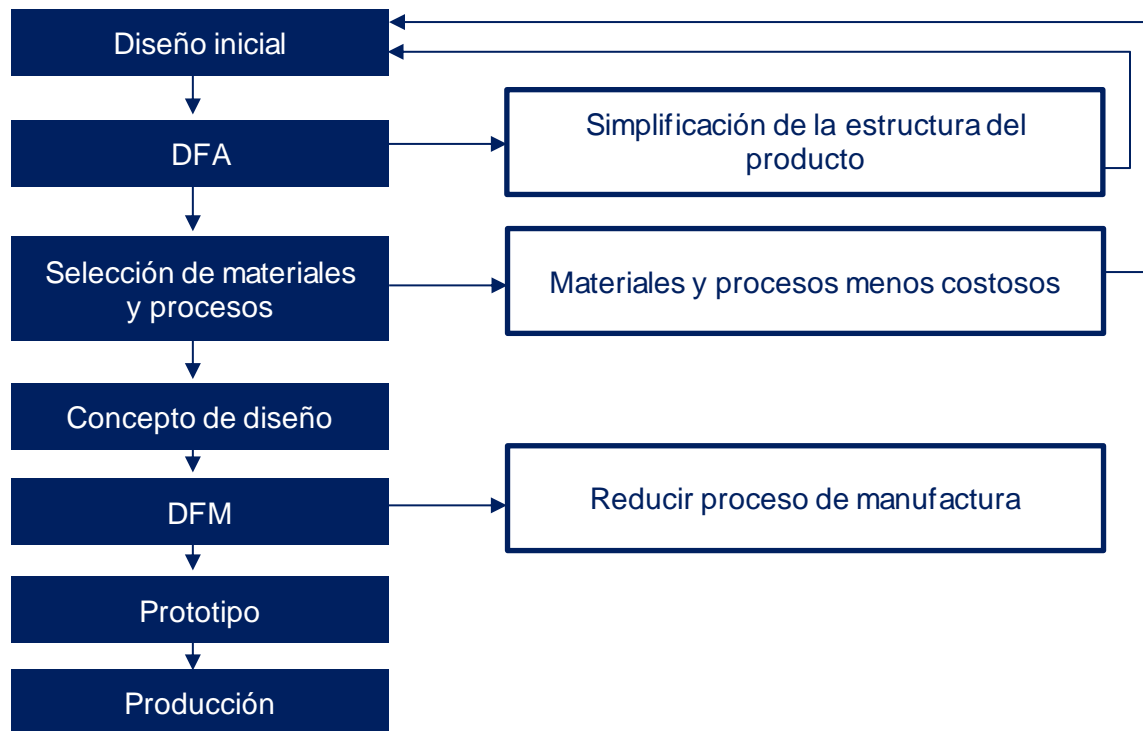 Diseño inicial
DFA
Simplificación de la estructura del
producto
Selección de materiales
y procesos
Materiales y procesos menos costosos
Concepto de diseño
DFM
Reducir proceso de manufactura
Prototipo
Producción